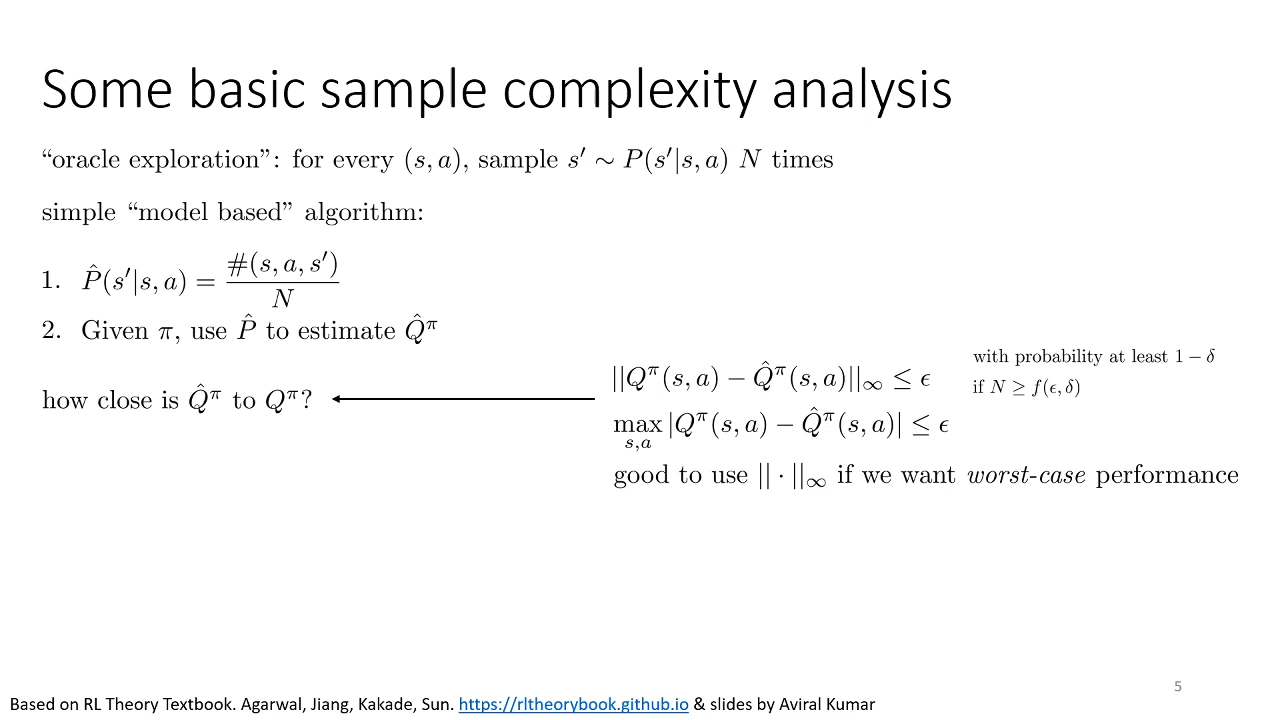 Some basic sample complexity analysis
“oracle exploration”: for every (s, a), sample s′ ∼ P(s′|s, a) N times
simple “model based” algorithm:
1. P̂(s′|s, a) = #(s, a, s′) / N
2. Given π, use P̂ to estimate Q̂^π
how close is Q̂^π to Q^π?
||Q^π(s, a) − Q̂^π(s, a)||_∞ ≤ ϵ
with probability at least 1 − δ
if N ≥ f(ϵ, δ)
max_{s,a} |Q^π(s, a) − Q̂^π(s, a)| ≤ ϵ
good to use || · ||_∞ if we want worst-case performance
5
Based on RL Theory Textbook. Agarwal, Jiang, Kakade, Sun. https://rltheorybook.github.io & slides by Aviral Kumar